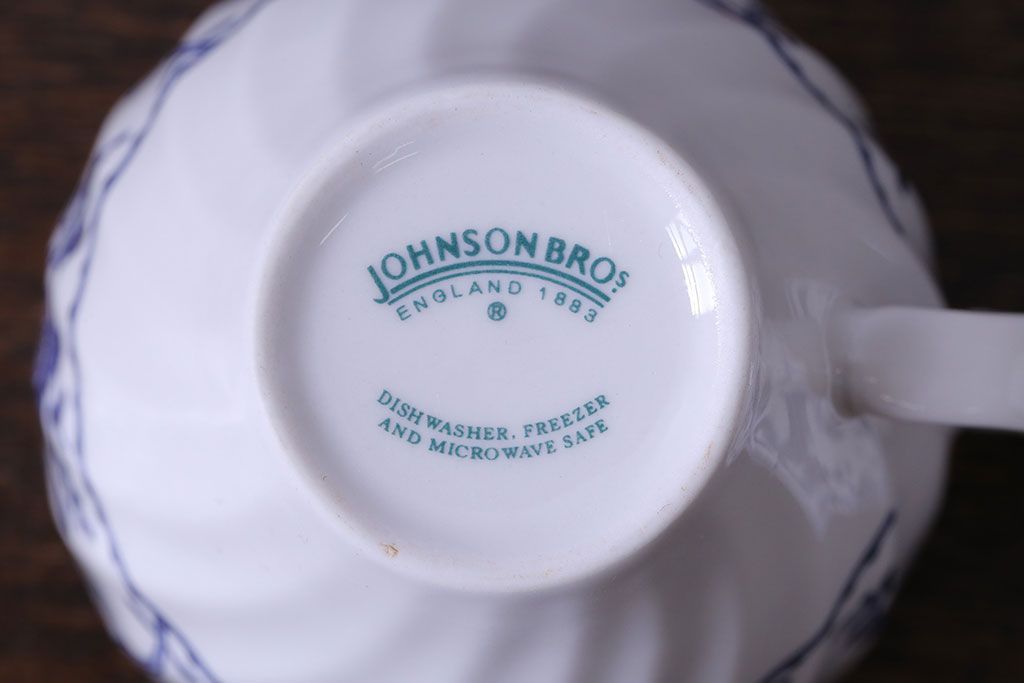 JOHNSON BROS
ENGLAND 1883
®
DISHWASHER, FREEZER
AND MICROWAVE SAFE